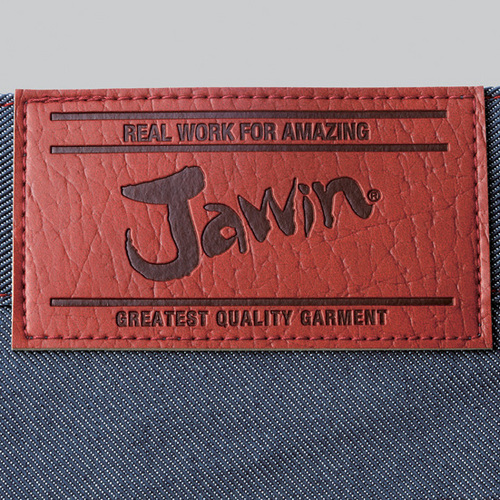 REAL WORK FOR AMAZING
Jawin®
GREATEST QUALITY GARMENT